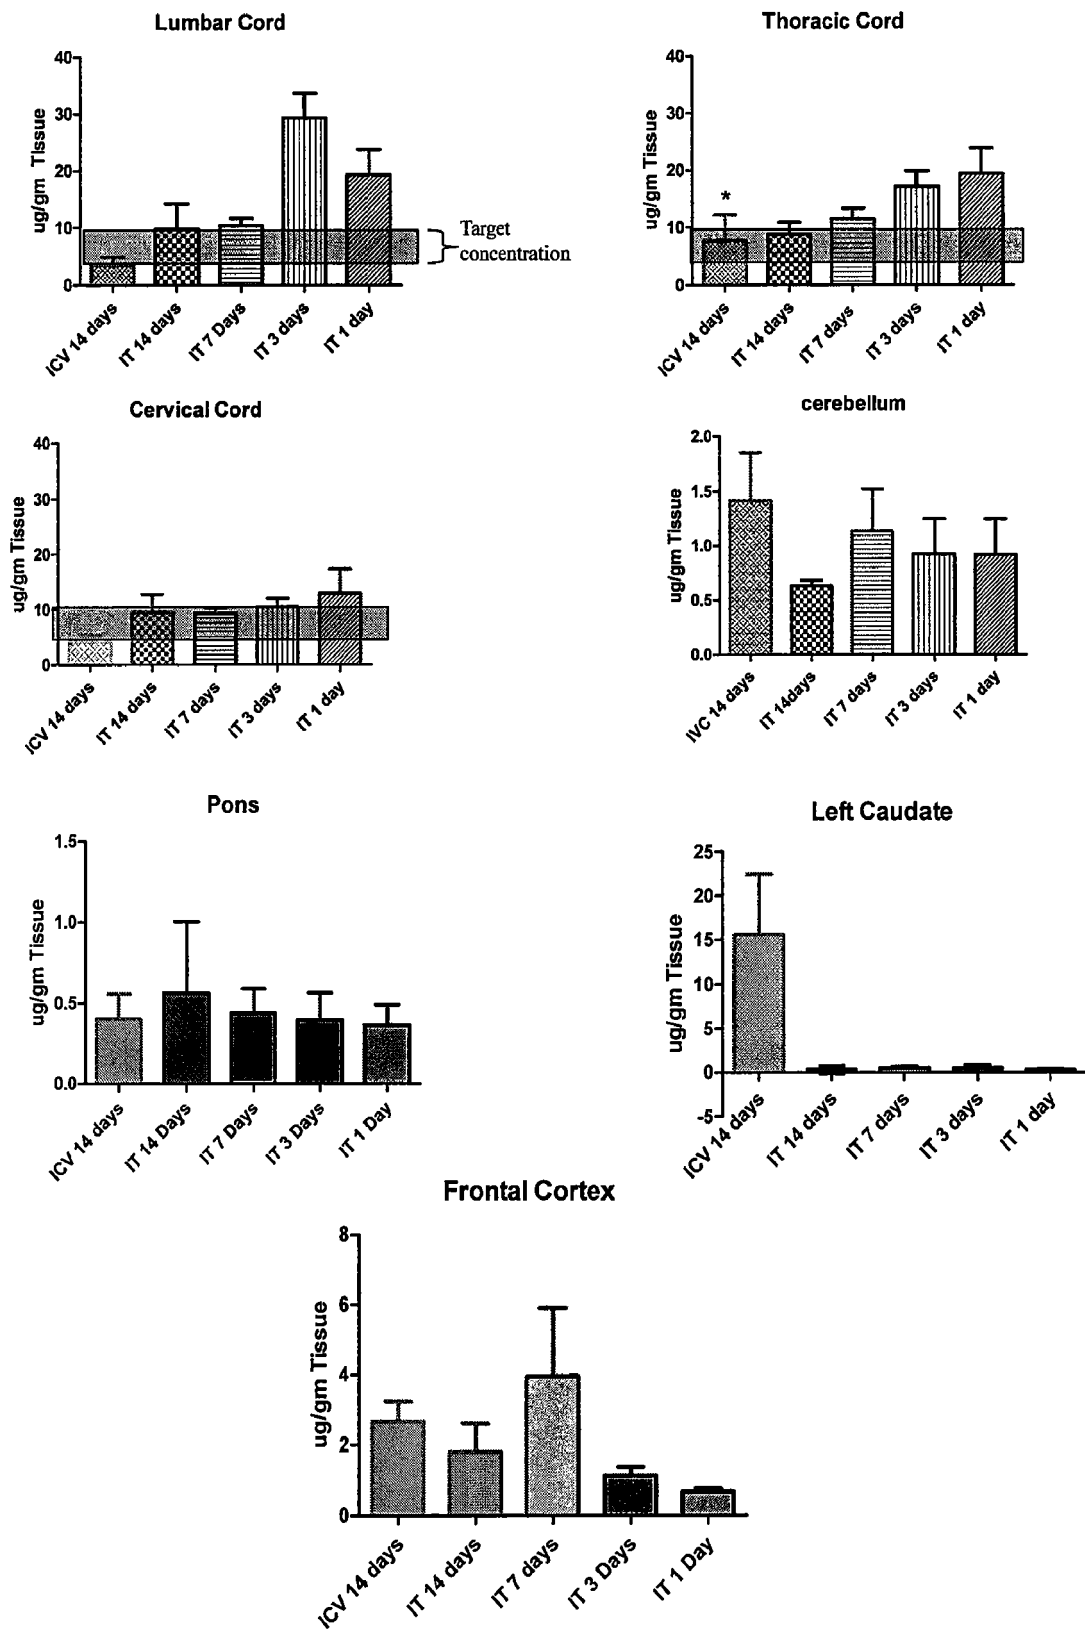 Lumbar Cord
ug/gm Tissue
40
30
20
10
0
ICV 14 days
IT 14 days
IT 7 Days
IT 3 days
IT 1 day
Target
concentration
Thoracic Cord
ug/gm Tissue
40
30
20
10
0
*
ICV 14 days
IT 14 days
IT 7 days
IT 3 days
IT 1 day
Cervical Cord
ug/gm Tissue
40
30
20
10
0
ICV 14 days
IT 14 days
IT 7 days
IT 3 days
IT 1 day
cerebellum
ug/gm Tissue
2.0
1.5
1.0
0.5
0.0
IVC 14 days
IT 14days
IT 7 days
IT 3 days
IT 1 day
Pons
ug/gm Tissue
1.5
1.0
0.5
0.0
ICV 14 days
IT 14 Days
IT 7 Days
IT 3 Days
IT 1 Day
Left Caudate
ug/gm Tissue
25
20
15
10
5
0
-5
ICV 14 days
IT 14 days
IT 7 days
IT 3 days
IT 1 day
Frontal Cortex
ug/gm Tissue
8
6
4
2
0
ICV 14 days
IT 14 days
IT 7 days
IT 3 Days
IT 1 Day